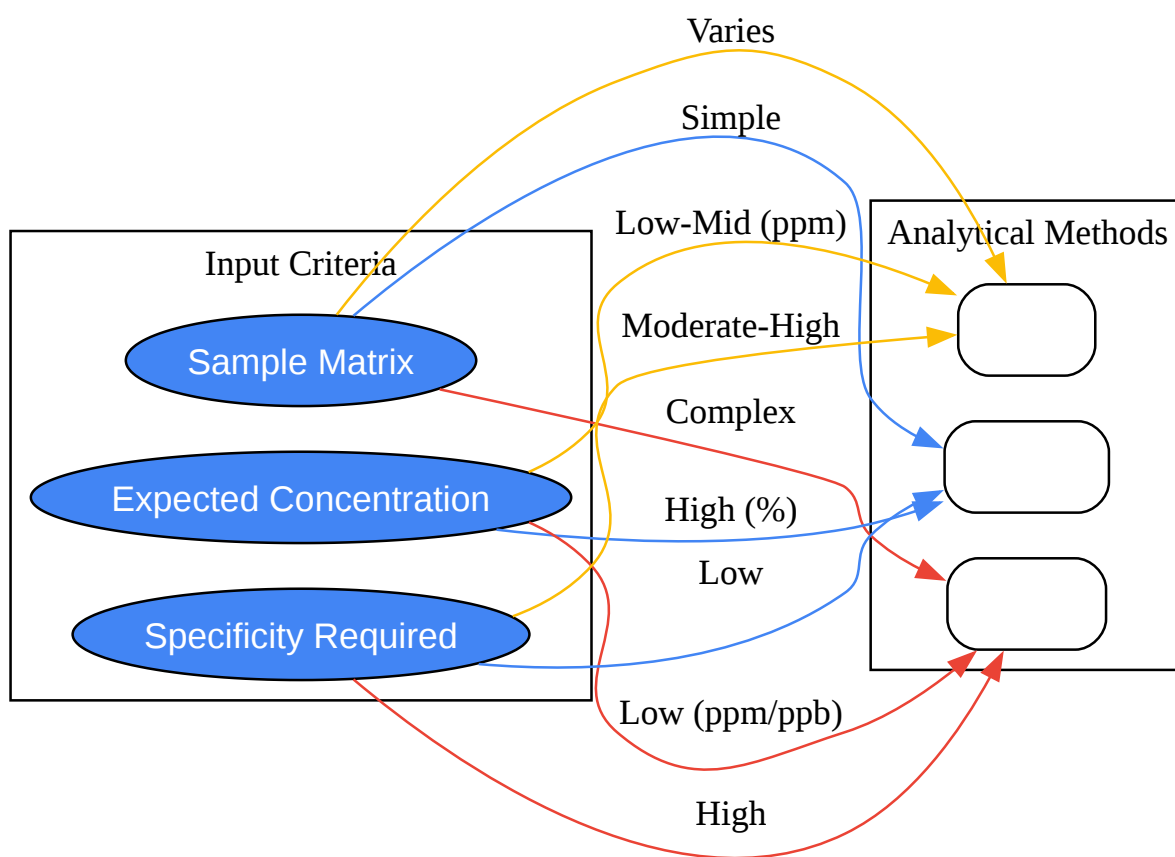 Varies
Simple
Low-Mid (ppm)
Analytical Methods
Input Criteria
Moderate-High
Sample Matrix
Complex
Expected Concentration
High (%)
Low
Specificity Required
Low (ppm/ppb)
High